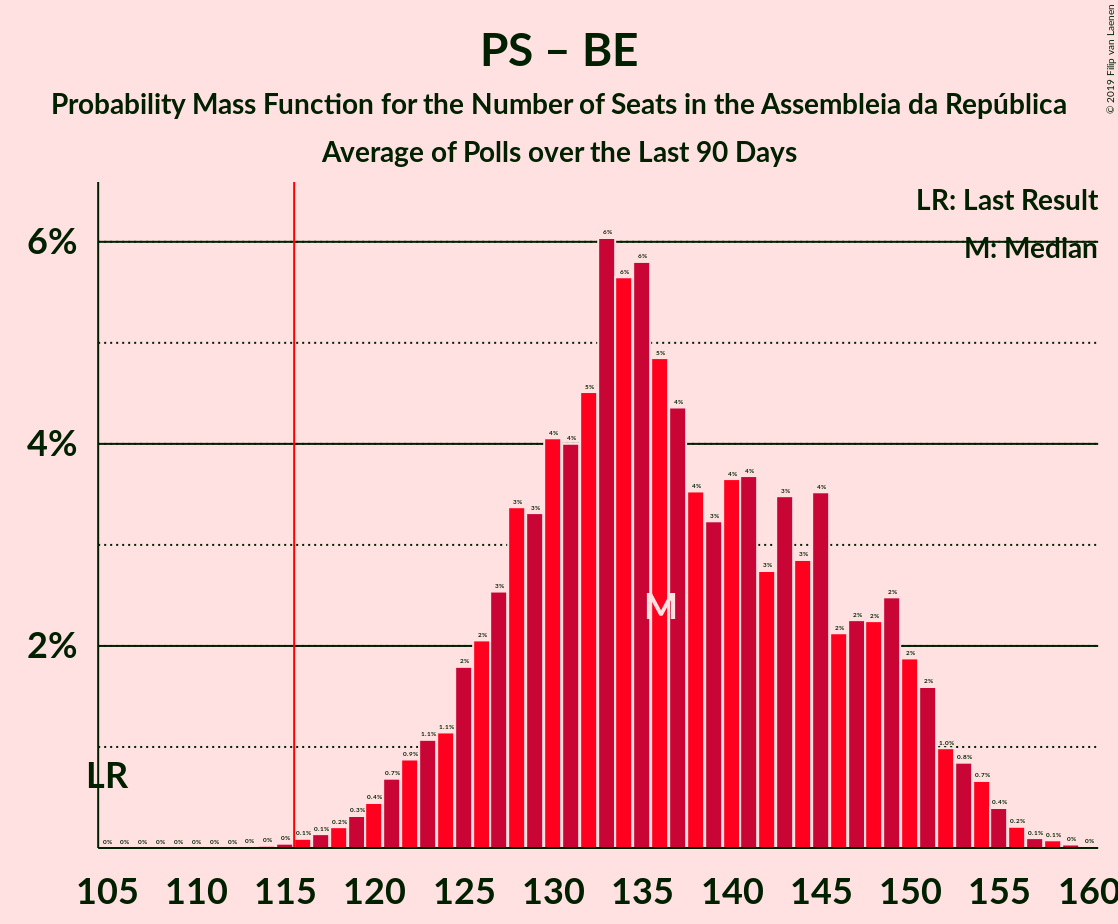 PS – BE
Probability Mass Function for the Number of Seats in the Assembleia da República
Average of Polls over the Last 90 Days
© 2019 Filip van Laenen
LR: Last Result
M: Median
6%
4%
2%
LR
M
0% 0% 0% 0% 0% 0% 0% 0% 0% 0% 0% 0.1% 0.1% 0.2% 0.3% 0.4% 0.7% 0.9% 1.1% 1.1% 2% 2% 3% 3% 3% 4% 4% 5% 6% 6% 6% 5% 4% 4% 3% 4% 4% 3% 3% 3% 4% 2% 2% 2% 2% 2% 2% 1.0% 0.8% 0.7% 0.4% 0.2% 0.1% 0.1% 0% 0%
105 110 115 120 125 130 135 140 145 150 155 160